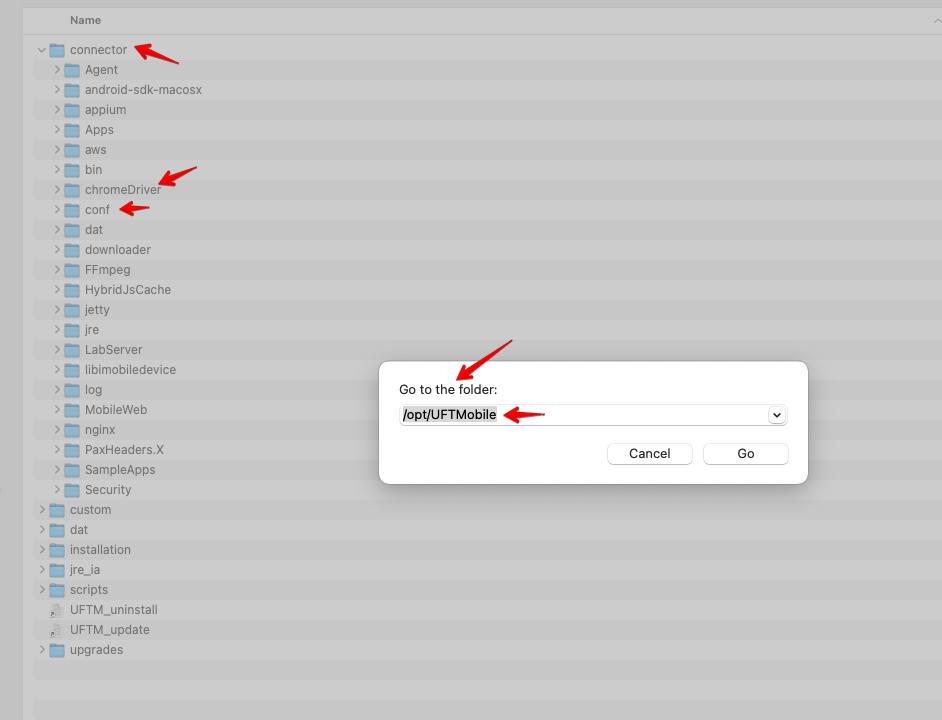 Name
connector
Agent
android-sdk-macosx
appium
Apps
aws
bin
chromeDriver
conf
dat
downloader
FFmpeg
HybridJsCache
jetty
jre
LabServer
libimobiledevice
log
MobileWeb
nginx
PaxHeaders.X
SampleApps
Security
custom
dat
installation
jre_ia
scripts
UFTM_uninstall
UFTM_update
upgrades
Go to the folder:
/opt/UFTMobile
Cancel Go